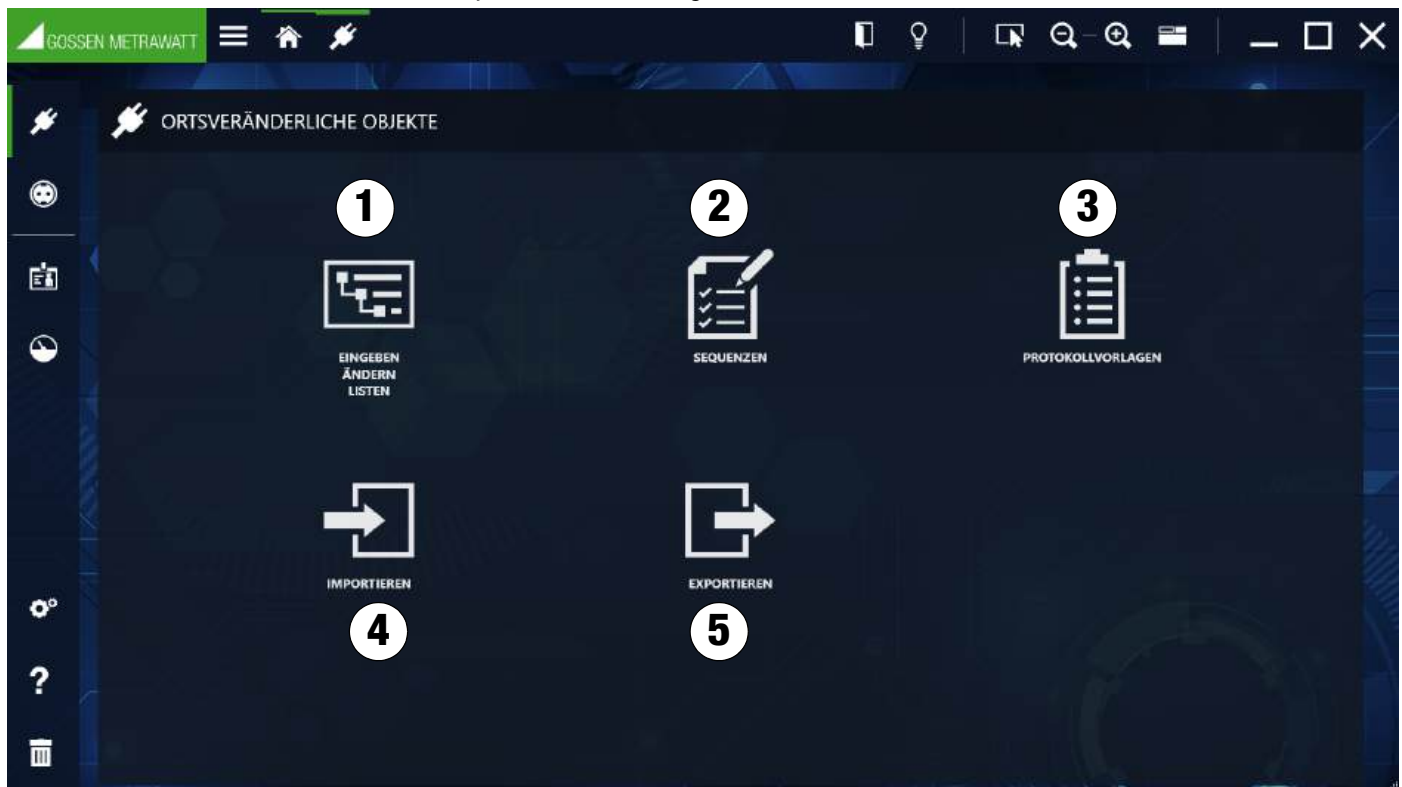 GOSSEN METRAWATT
ORTSVERÄNDERLICHE OBJEKTE
1
2
3
EINGEBEN
ÄNDERN
LISTEN
SEQUENZEN
PROTOKOLLVORLAGEN
IMPORTIEREN
EXPORTIEREN
4
5
?